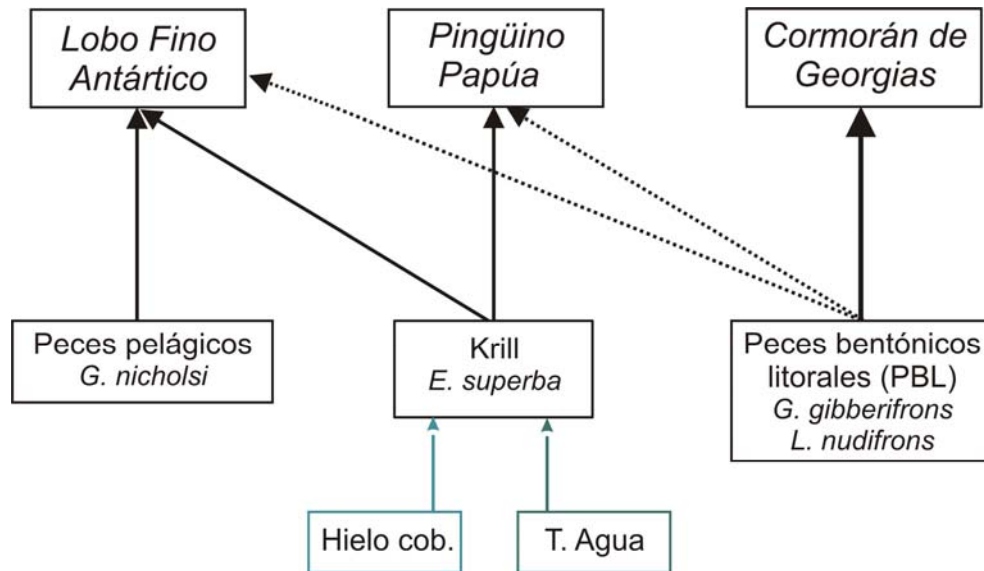 Lobo Fino
Antártico
Pingüino
Papúa
Cormorán de
Georgias
Peces pelágicos
G. nicholsi
Krill
E. superba
Peces bentónicos
litorales (PBL)
G. gibberifrons
L. nudifrons
Hielo cob.
T. Agua